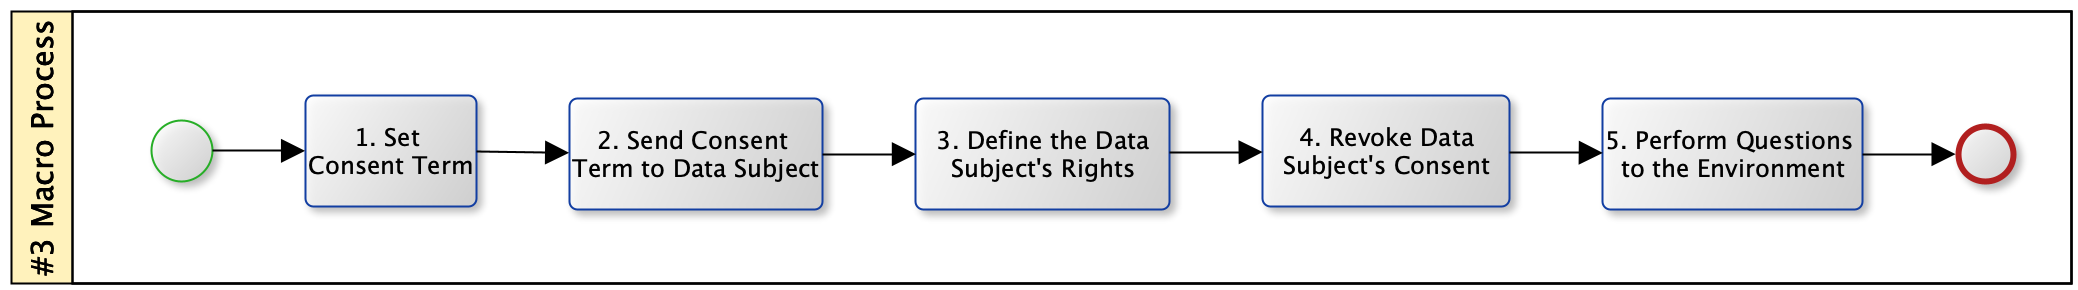 #3 Macro Process
1. Set
Consent Term
2. Send Consent
Term to Data Subject
3. Define the Data
Subject's Rights
4. Revoke Data
Subject's Consent
5. Perform Questions
to the Environment